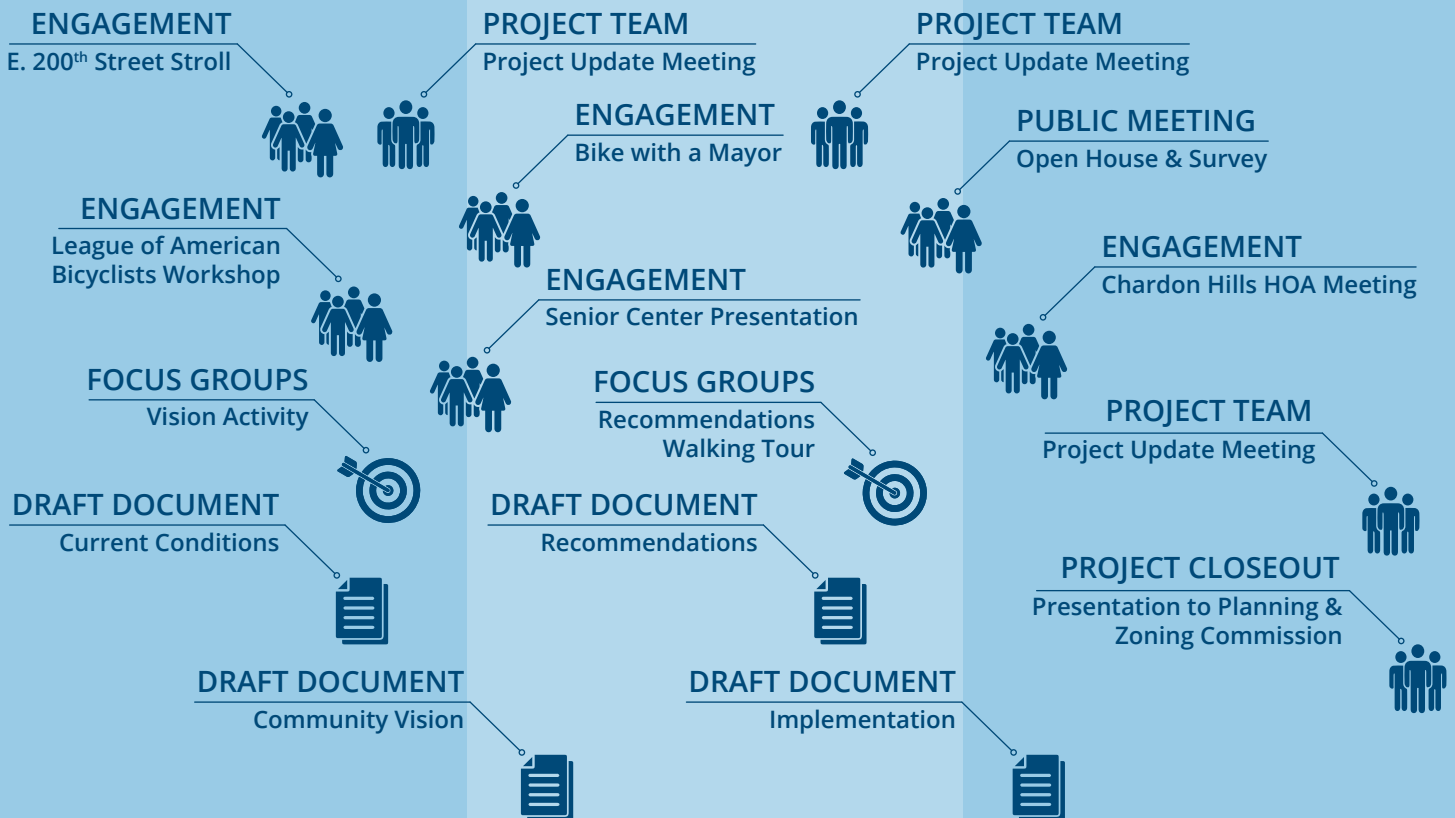 ENGAGEMENT
E. 200th Street Stroll
PROJECT TEAM
Project Update Meeting
PROJECT TEAM
Project Update Meeting
ENGAGEMENT
Bike with a Mayor
PUBLIC MEETING
Open House & Survey
ENGAGEMENT
League of American
Bicyclists Workshop
ENGAGEMENT
Chardon Hills HOA Meeting
ENGAGEMENT
Senior Center Presentation
FOCUS GROUPS
Vision Activity
FOCUS GROUPS
Recommendations
Walking Tour
PROJECT TEAM
Project Update Meeting
DRAFT DOCUMENT
Current Conditions
DRAFT DOCUMENT
Recommendations
PROJECT CLOSEOUT
Presentation to Planning &
Zoning Commission
DRAFT DOCUMENT
Community Vision
DRAFT DOCUMENT
Implementation